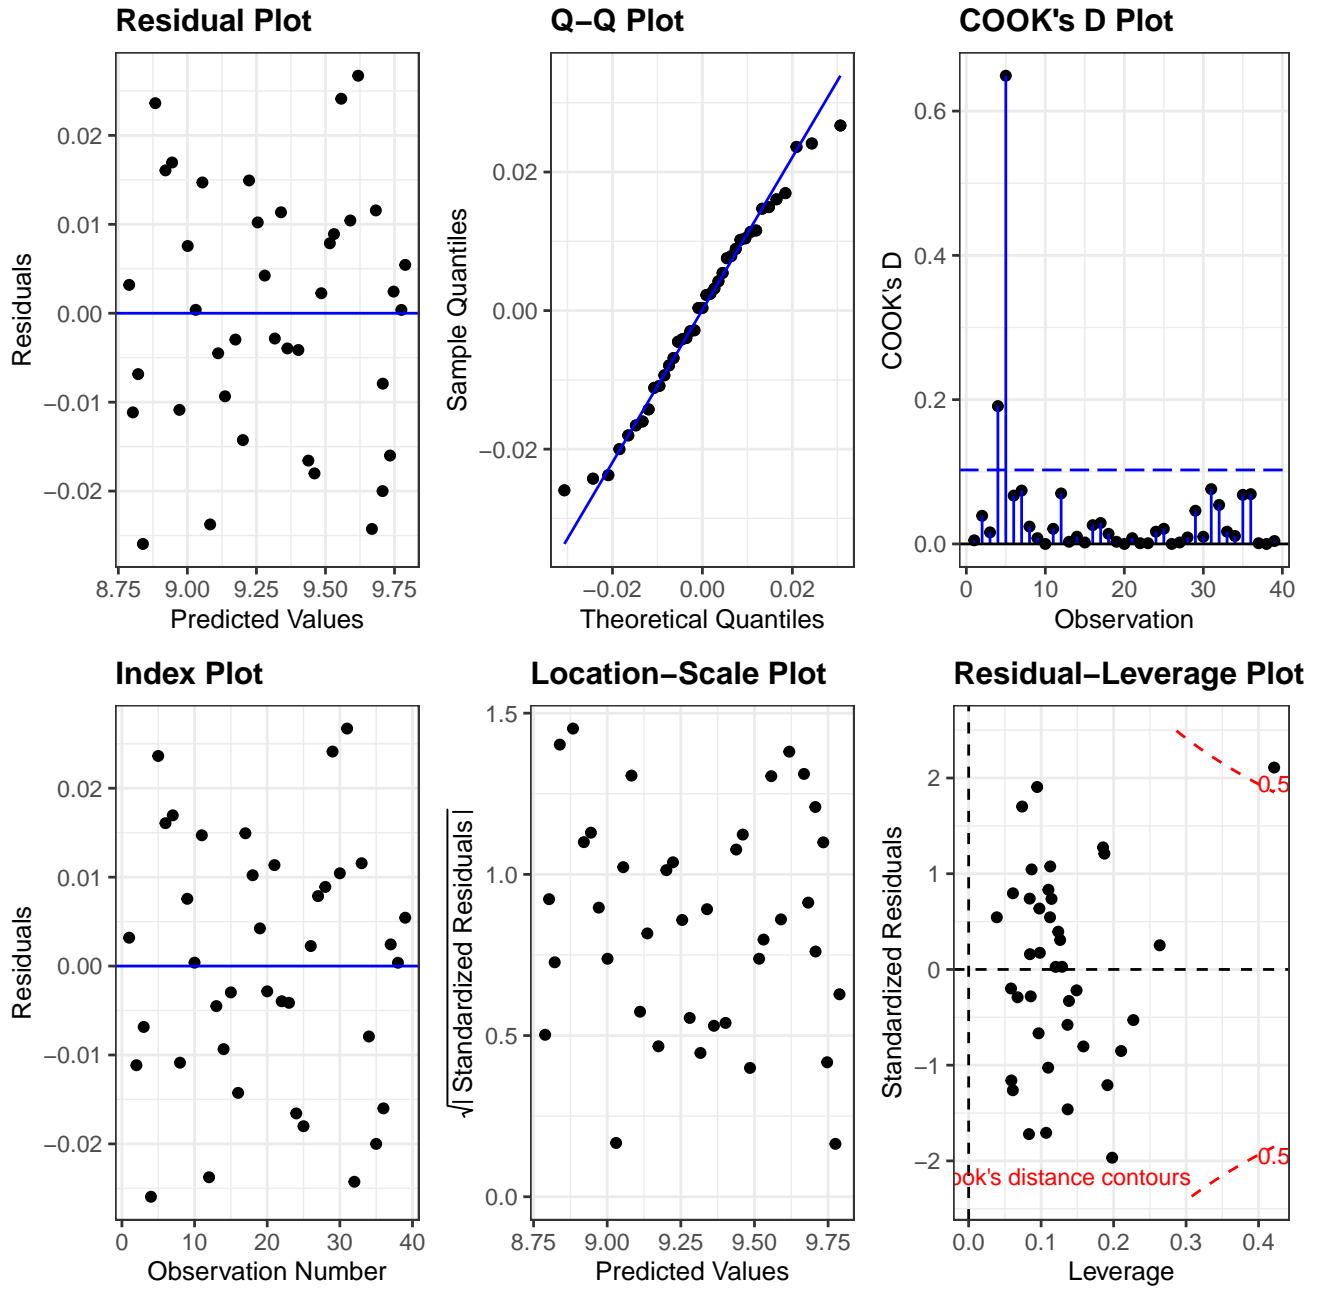 Residual Plot
0.02
0.01
0.00
−0.01
−0.02
Residuals
8.75 9.00 9.25 9.50 9.75
Predicted Values
Q−Q Plot
0.02
0.00
−0.02
Sample Quantiles
−0.02 0.00 0.02
Theoretical Quantiles
COOK's D Plot
0.6
0.4
0.2
0.0
COOK's D
0 10 20 30 40
Observation
Index Plot
0.02
0.01
0.00
−0.01
−0.02
Residuals
0 10 20 30 40
Observation Number
Location−Scale Plot
1.5
1.0
0.5
0.0
√| Standardized Residuals |
8.75 9.00 9.25 9.50 9.75
Predicted Values
Residual−Leverage Plot
2
1
0
−1
−2
Standardized Residuals
0.5
0.5
ook's distance contours
0.0 0.1 0.2 0.3 0.4
Leverage